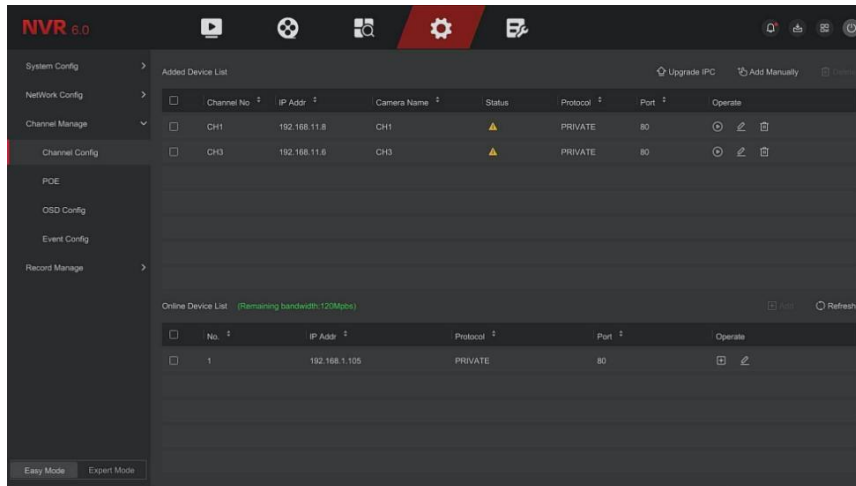 NVR 6.0
System Config
NetWork Config
Channel Manage
Channel Config
POE
OSD Config
Event Config
Record Manage
Easy Mode Expert Mode
Added Device List Upgrade IPC Add Manually
Channel No IP Addr Camera Name Status Protocol Port Operate
CH1 192.168.11.8 CH1 PRIVATE 80
CH3 192.168.11.6 CH3 PRIVATE 80
Online Device List (Remaining bandwidth:120Mpbs) Add Refresh
No. IP Addr Protocol Port Operate
1 192.168.1.105 PRIVATE 80